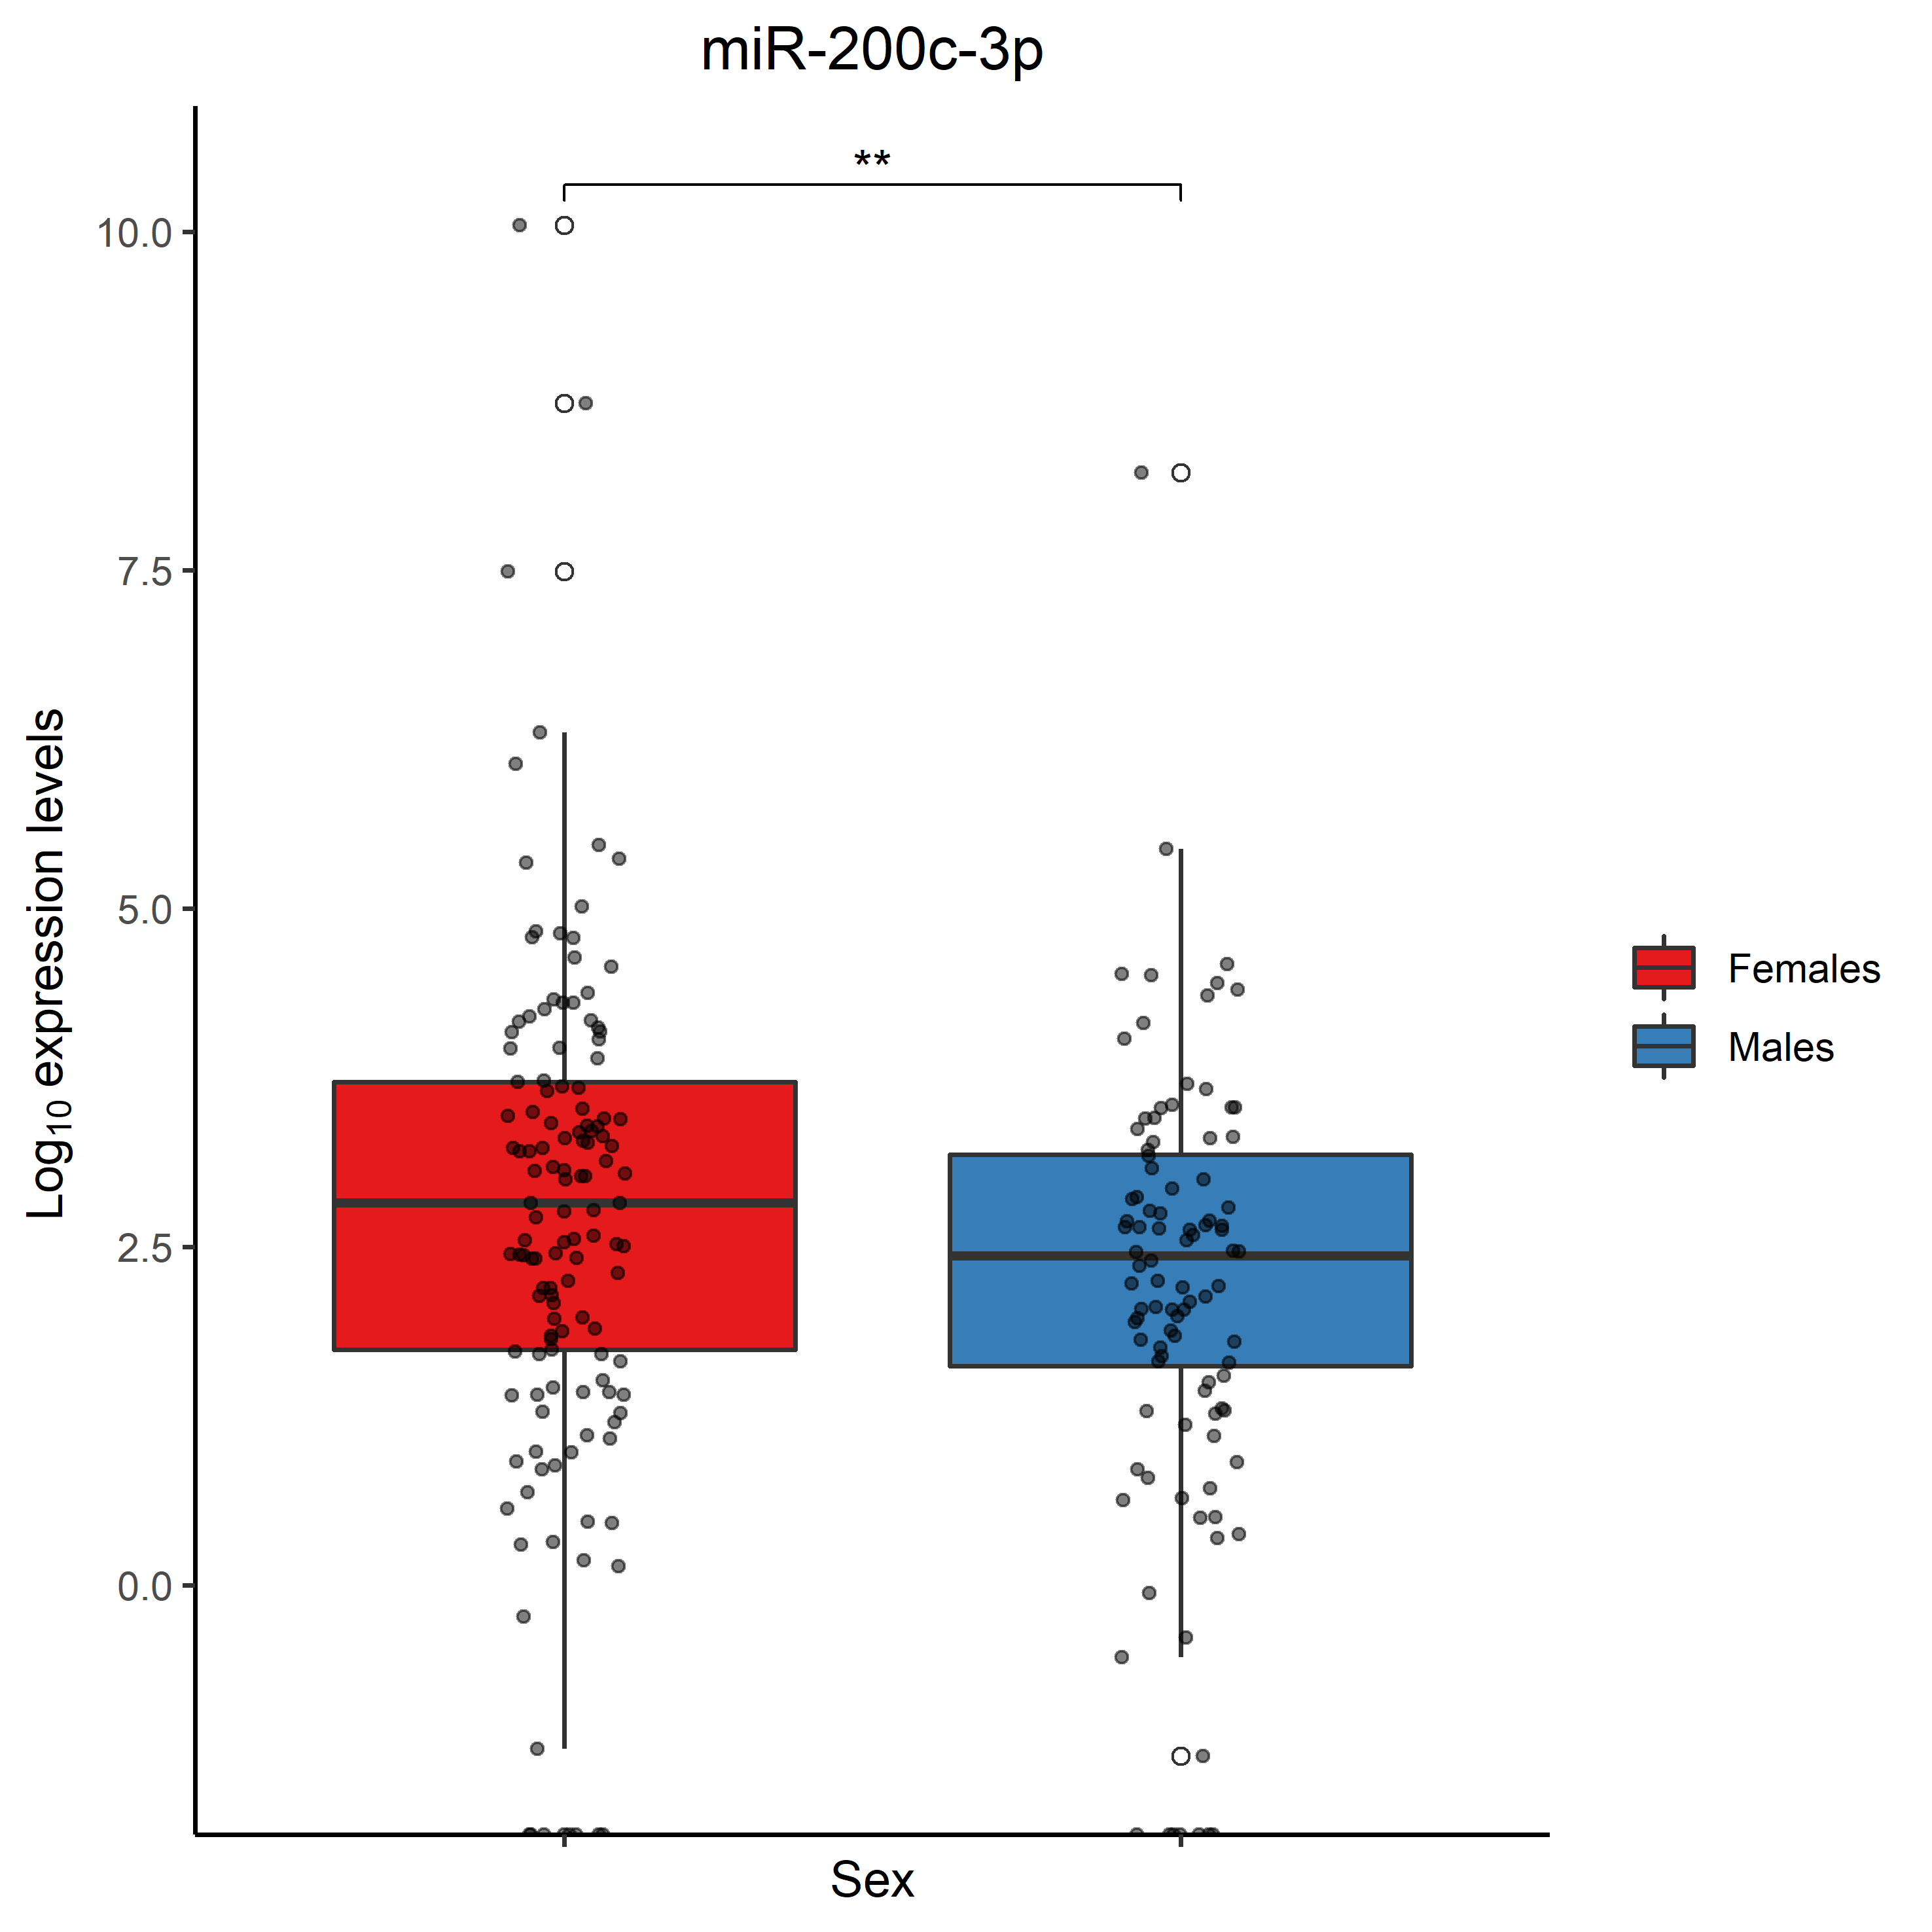 miR-200c-3p
**
10.0
7.5
5.0
2.5
0.0
Log₁₀ expression levels
Sex
Females
Males